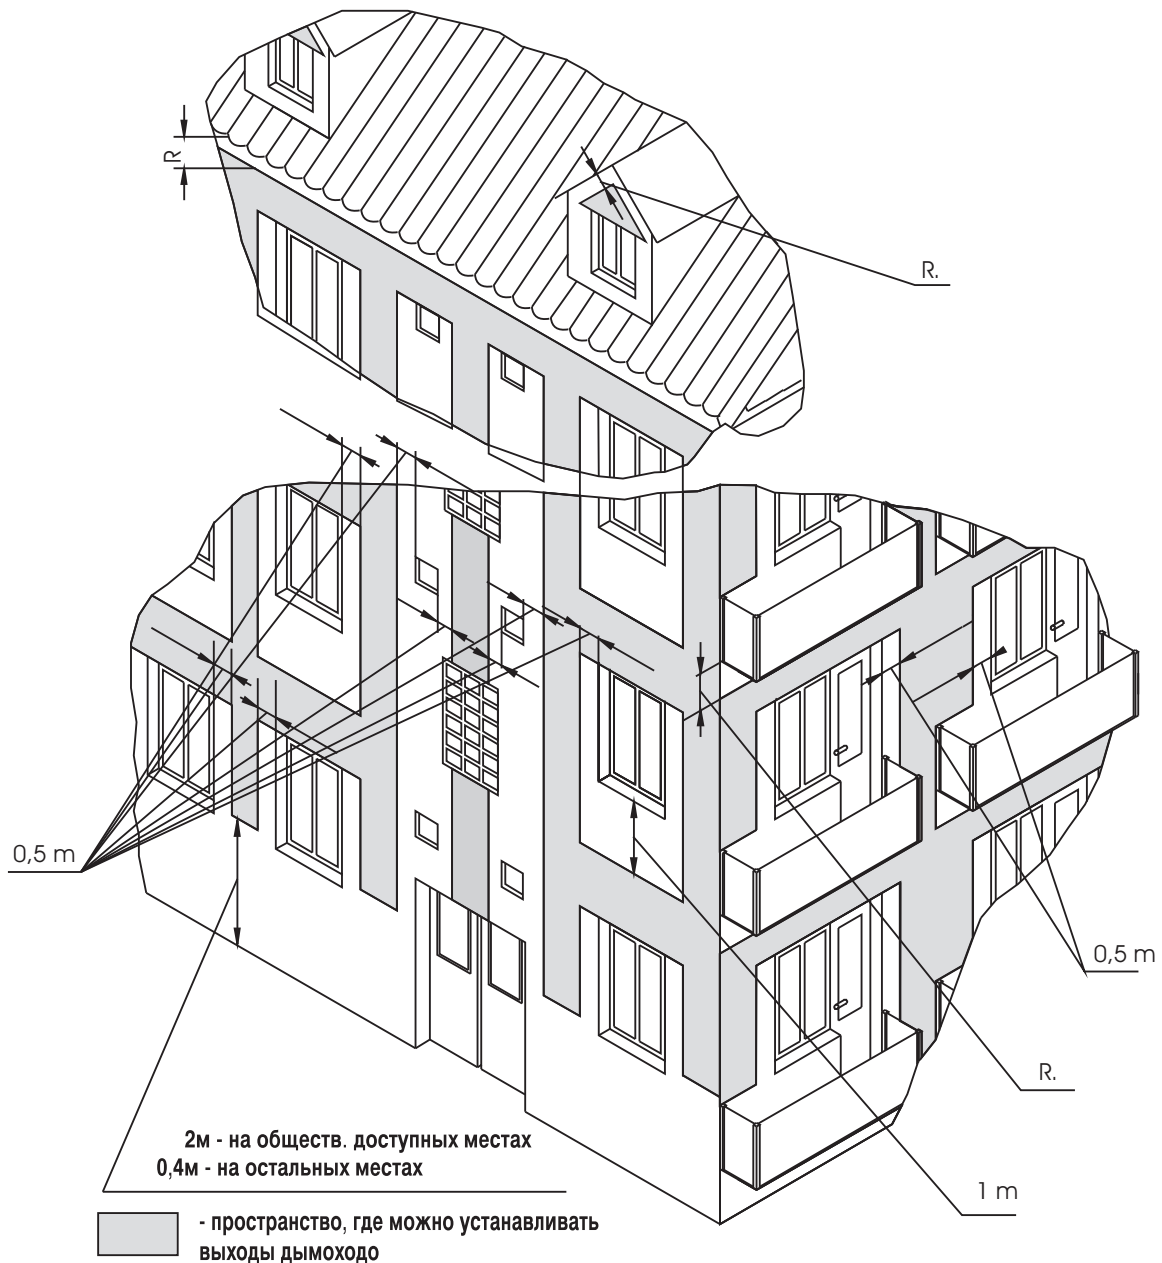 R
R.
0,5 m
0,5 m
R.
2м - на обществ. доступных местах
0,4м - на остальных местах
1 m
- пространство, где можно устанавливать
выходы дымоходо